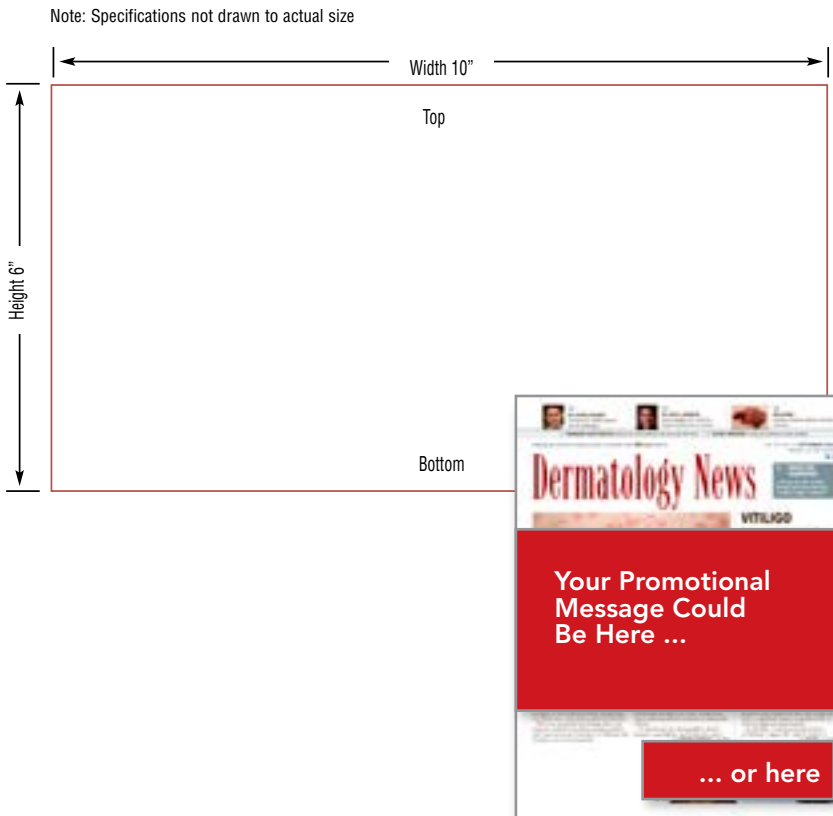 Note: Specifications not drawn to actual size
Width 10”
Top
Height 6”
Bottom
Dermatology News
VITILIGO
Your Promotional
Message Could
Be Here ...
... or here